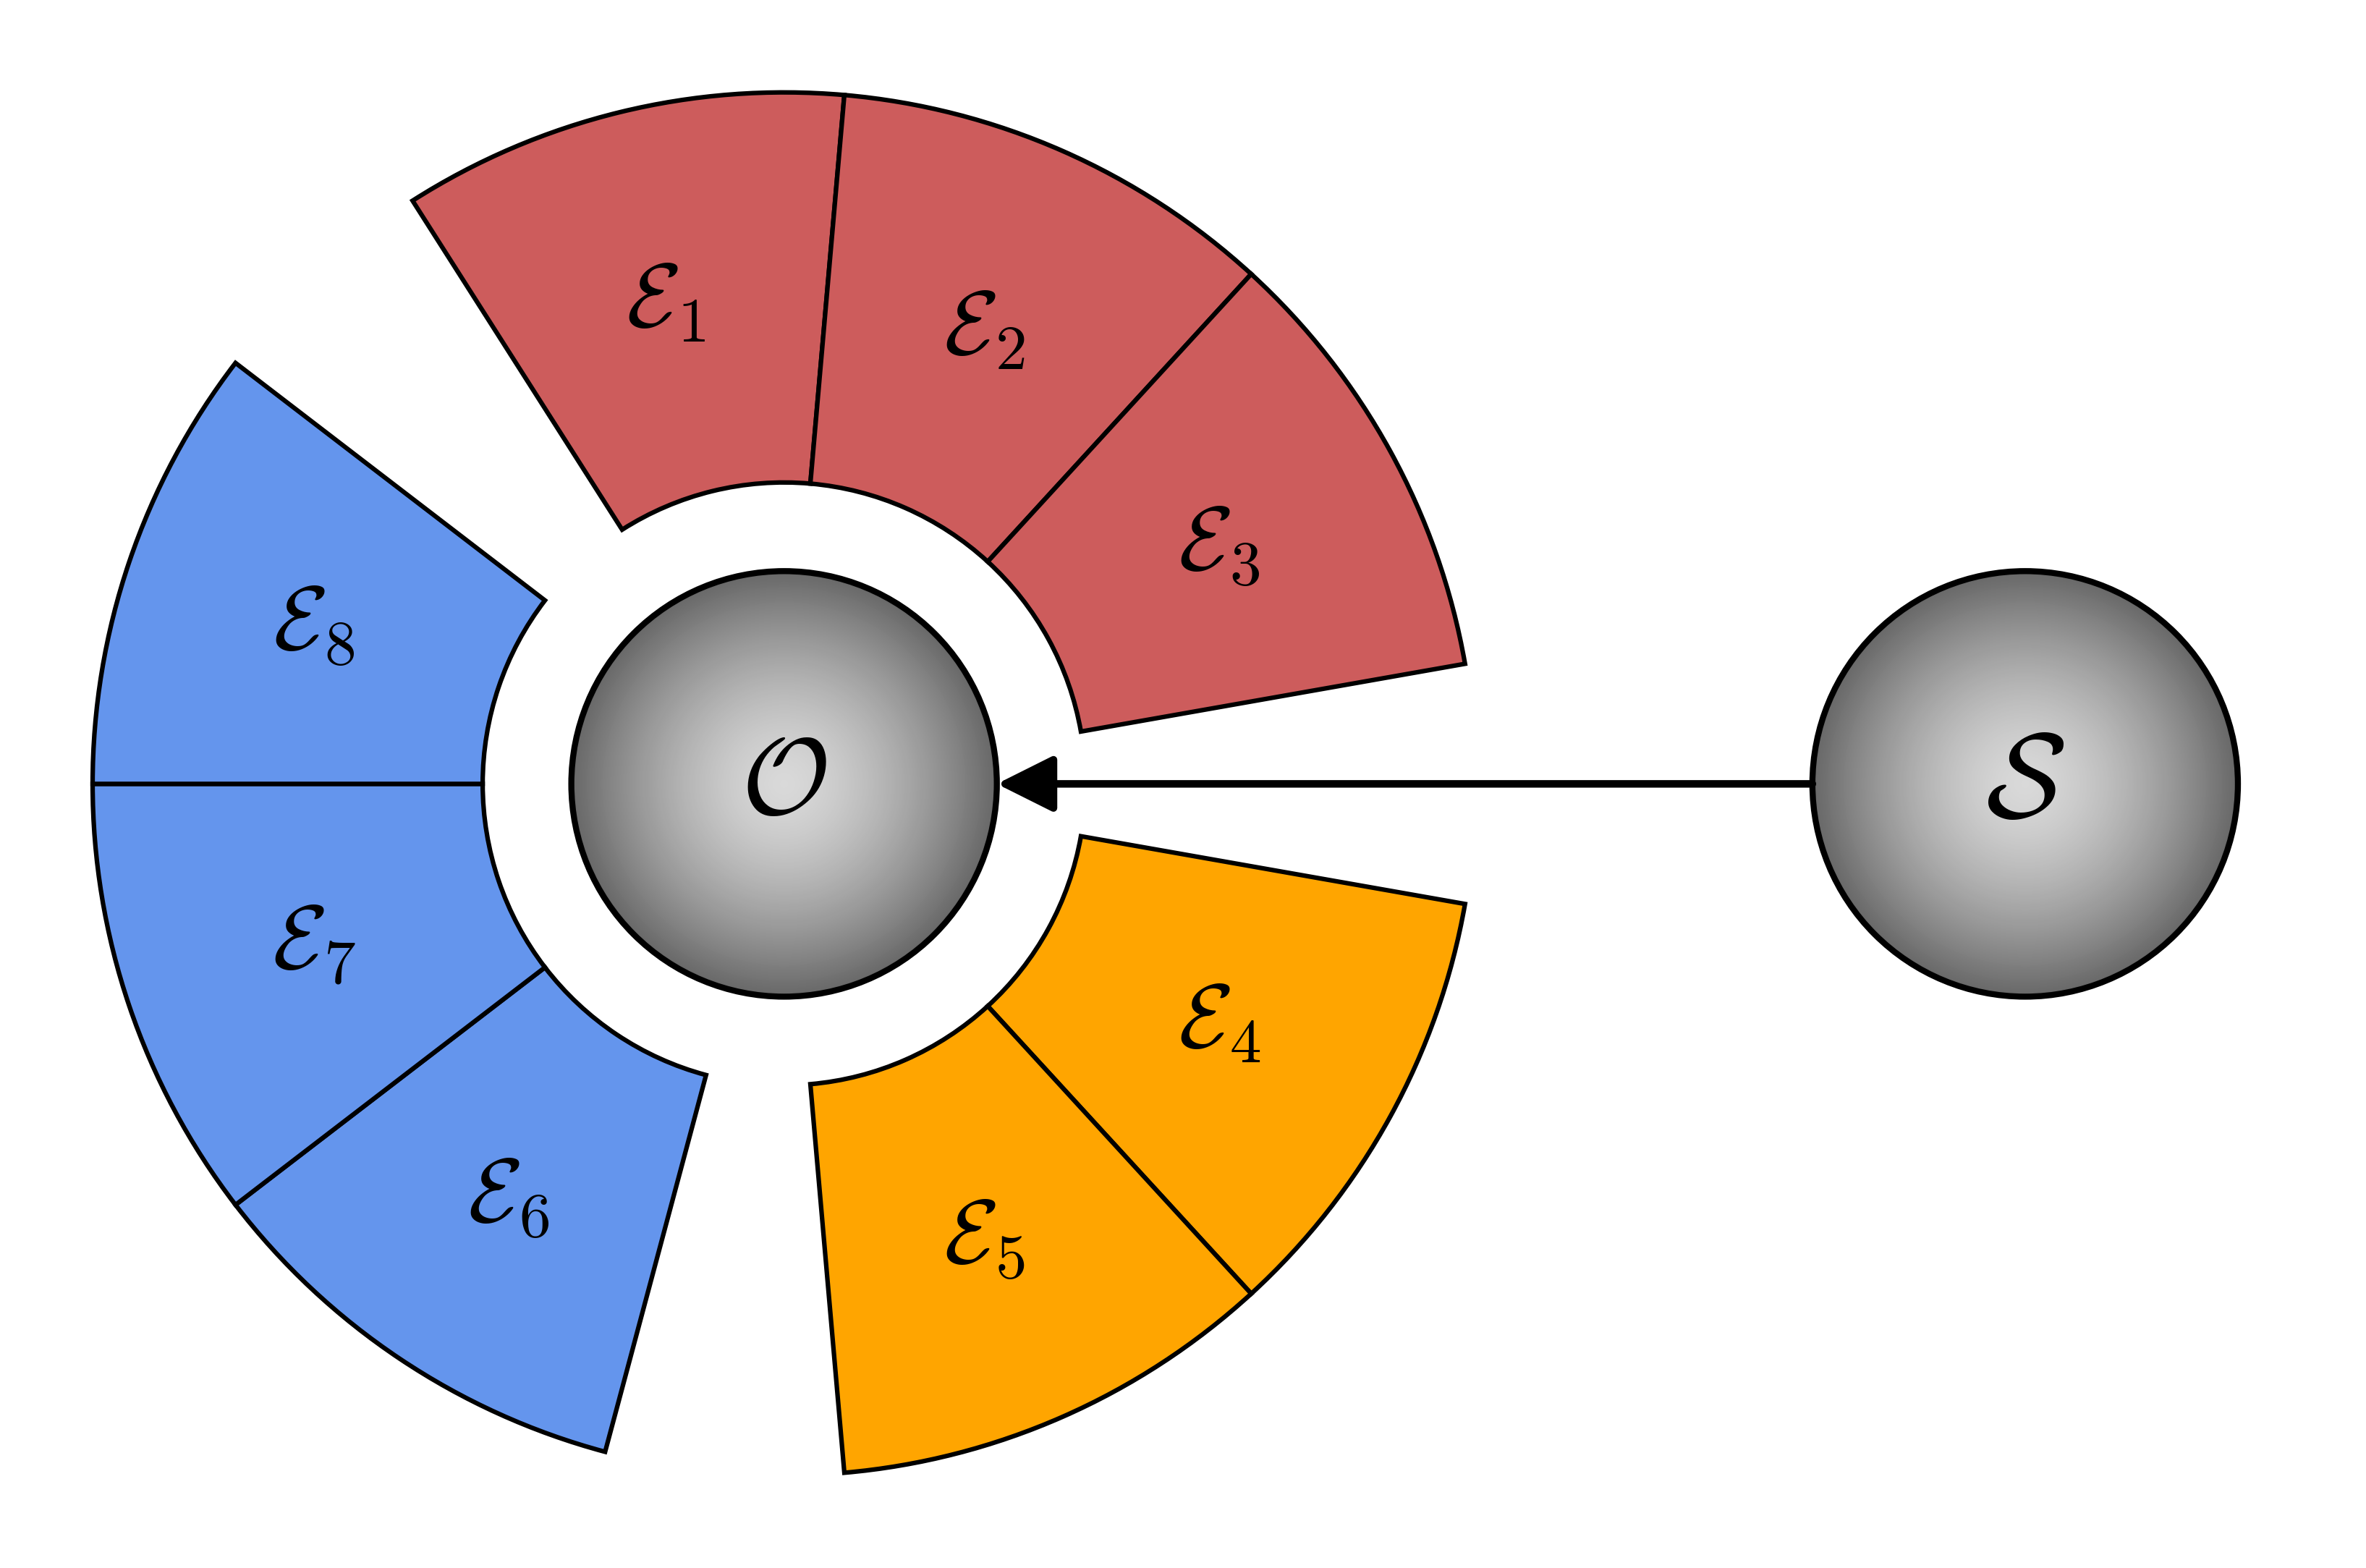 ℰ₁
ℰ₂
ℰ₃
ℰ₈
𝒪
𝒮
ℰ₇
ℰ₄
ℰ₆
ℰ₅